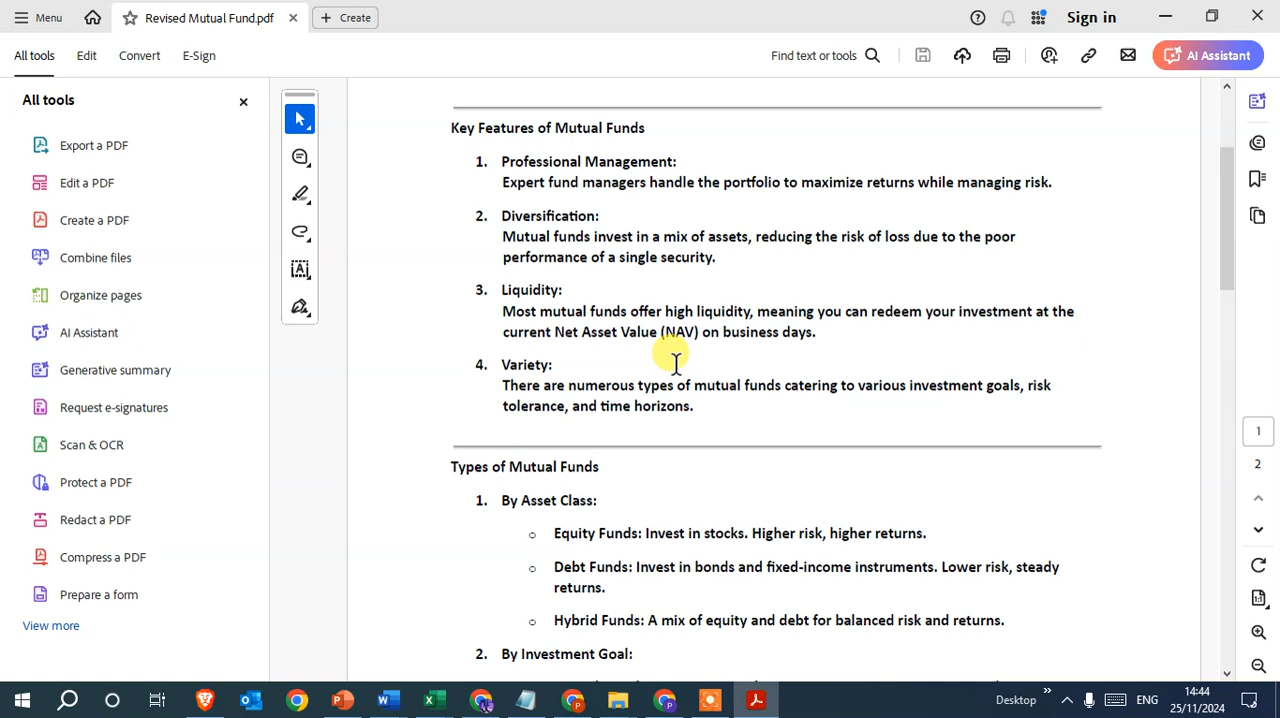 Menu
Revised Mutual Fund.pdf
Create
Sign in
All tools
Edit
Convert
E-Sign
Find text or tools
AI Assistant
All tools
Export a PDF
Edit a PDF
Create a PDF
Combine files
Organize pages
AI Assistant
Generative summary
Request e-signatures
Scan & OCR
Protect a PDF
Redact a PDF
Compress a PDF
Prepare a form
View more
Key Features of Mutual Funds
1. Professional Management:
Expert fund managers handle the portfolio to maximize returns while managing risk.
2. Diversification:
Mutual funds invest in a mix of assets, reducing the risk of loss due to the poor
performance of a single security.
3. Liquidity:
Most mutual funds offer high liquidity, meaning you can redeem your investment at the
current Net Asset Value (NAV) on business days.
4. Variety:
There are numerous types of mutual funds catering to various investment goals, risk
tolerance, and time horizons.
Types of Mutual Funds
1. By Asset Class:
○ Equity Funds: Invest in stocks. Higher risk, higher returns.
○ Debt Funds: Invest in bonds and fixed-income instruments. Lower risk, steady
returns.
○ Hybrid Funds: A mix of equity and debt for balanced risk and returns.
2. By Investment Goal:
1
2
Desktop
ENG
14:44
25/11/2024